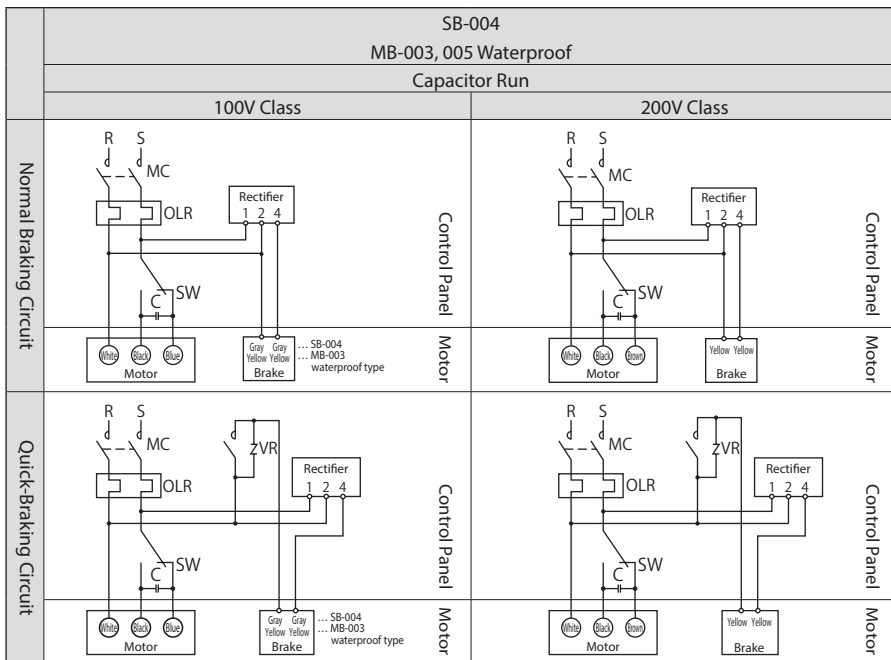 SB-004
MB-003, 005 Waterproof
Capacitor Run
100V Class
200V Class
Normal Braking Circuit
R S
MC
OLR
Rectifier
1 2 4
SW
C
Control Panel
White Black Blue
Motor
Gray Gray ... SB-004
Yellow Yellow ... MB-003
waterproof type
Brake
Motor
R S
MC
OLR
Rectifier
1 2 4
SW
C
Control Panel
White Black Brown
Motor
Yellow Yellow
Brake
Motor
Quick-Braking Circuit
R S
MC
VR
OLR
Rectifier
1 2 4
SW
C
Control Panel
White Black Blue
Motor
Gray Gray ... SB-004
Yellow Yellow ... MB-003
waterproof type
Brake
Motor
R S
MC
VR
OLR
Rectifier
1 2 4
SW
C
Control Panel
White Black Brown
Motor
Yellow Yellow
Brake
Motor